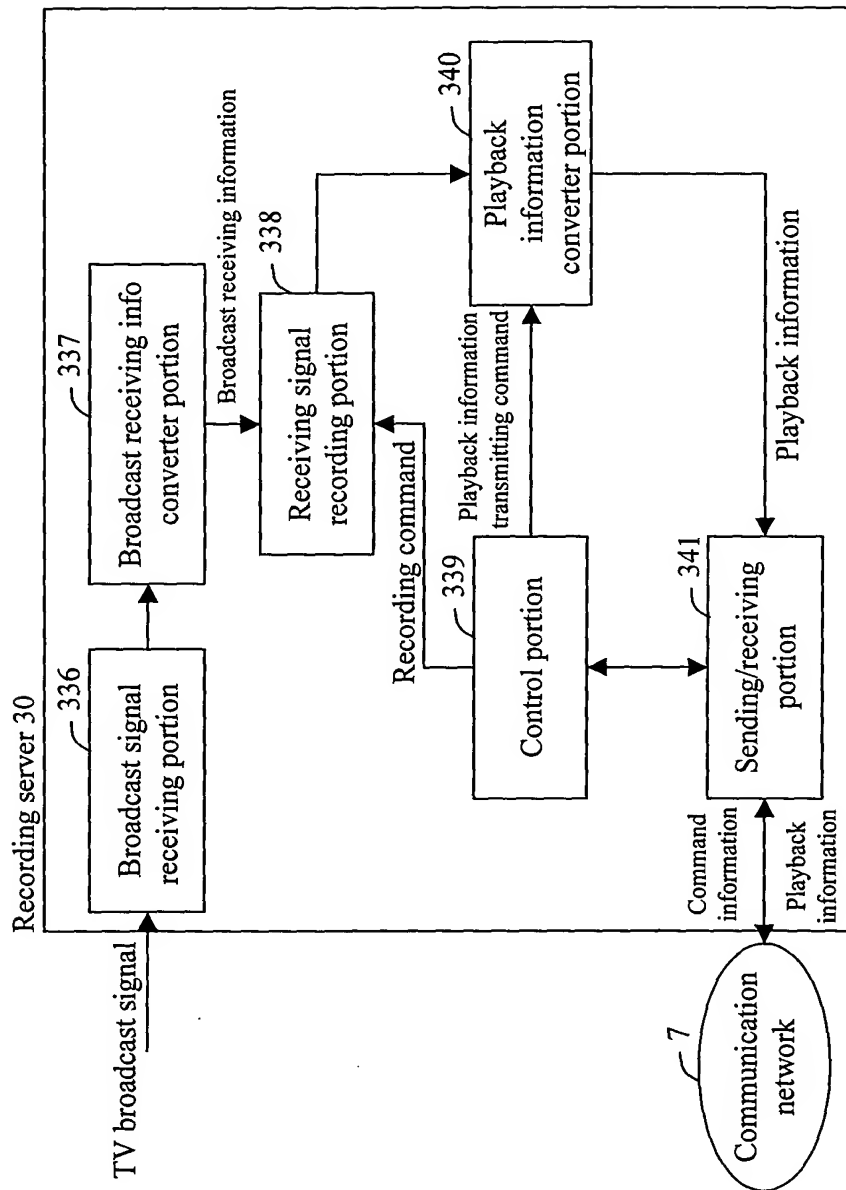 Recording server 30
TV broadcast signal
336
Broadcast signal
receiving portion
337
Broadcast receiving info
converter portion
Broadcast receiving information
338
Receiving signal
recording portion
Recording command
339
Control portion
Playback information
transmitting command
340
Playback
information
converter portion
Playback information
341
Sending/receiving
portion
Command
information
Playback
information
7
Communication
network